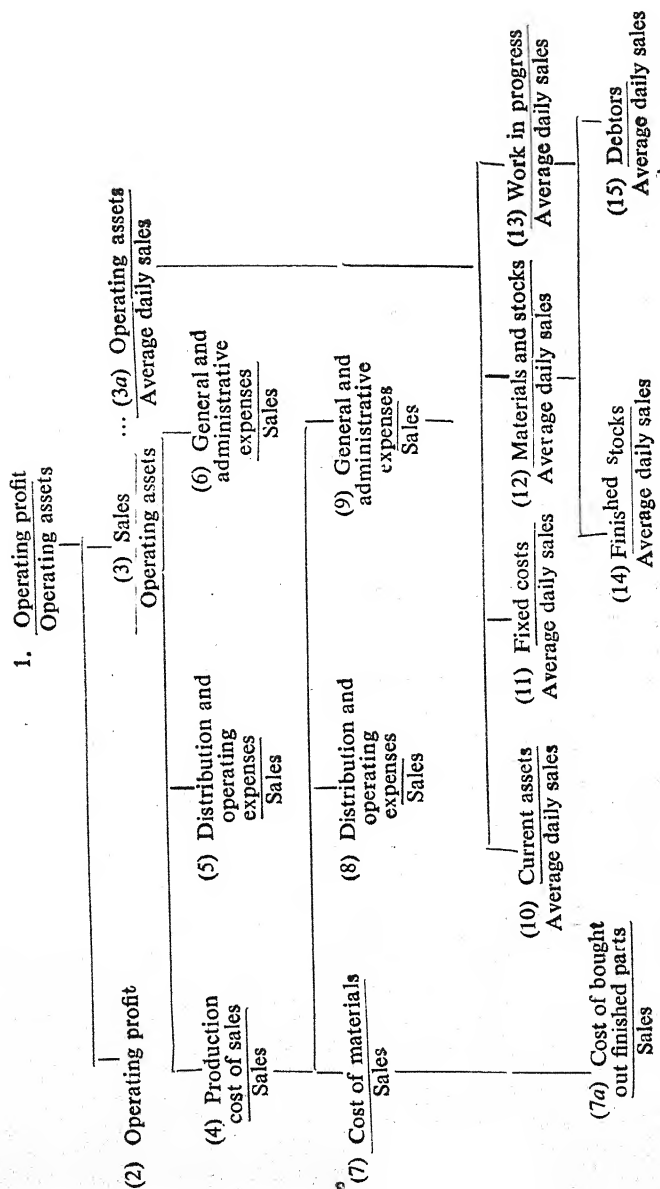 1. Operating profit
Operating assets
(2) Operating profit
(3) Sales
Operating assets
... (3a) Operating assets
Average daily sales
(4) Production
cost of sales
Sales
(5) Distribution and
operating
expenses
Sales
(6) General and
administrative
expenses
Sales
(7) Cost of materials
Sales
(8) Distribution and
operating
expenses
Sales
(9) General and
administrative
expenses
Sales
(10) Current assets
Average daily sales
(11) Fixed costs
Average daily sales
(12) Materials and stocks
Average daily sales
(13) Work in progress
Average daily sales
(7a) Cost of bought
out finished parts
Sales
(14) Finished stocks
Average daily sales
(15) Debtors
Average daily sales